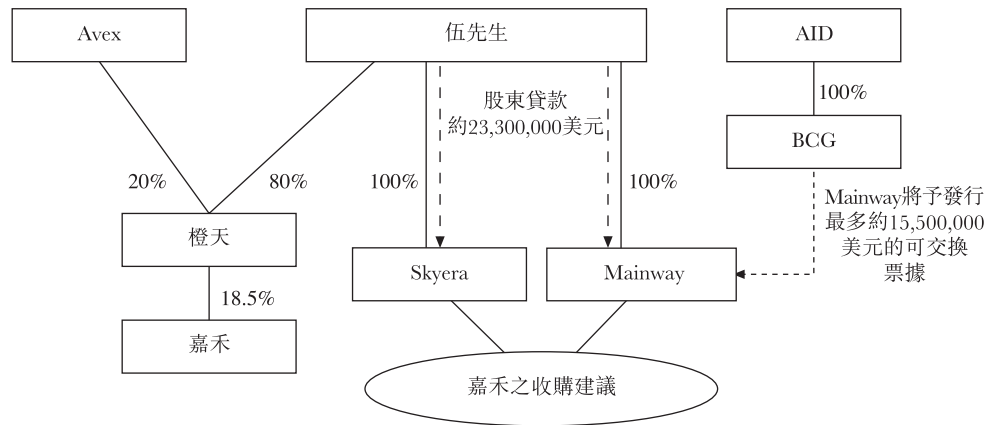 Avex
伍先生
AID
股東貸款
約23,300,000美元
100%
BCG
20%
80%
100%
100%
Mainway將予發行
最多約15,500,000
美元的可交換
票據
橙天
Skyera
Mainway
18.5%
嘉禾
嘉禾之收購建議